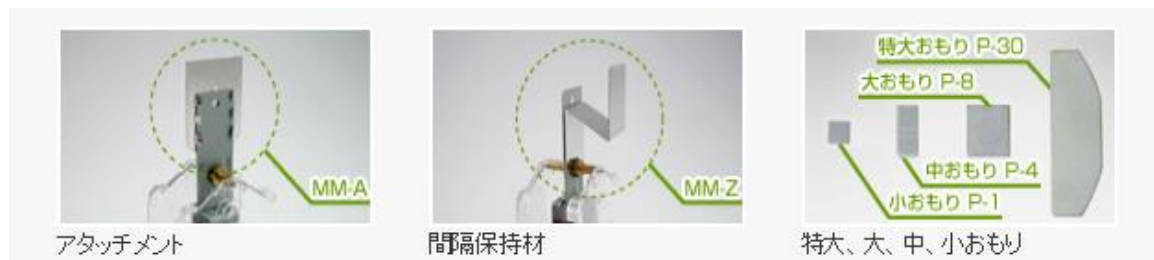 MM-A
アタッチメント
MM-Z
間隔保持材
特大おもり P-30
大おもり P-8
中おもり P-4
小おもり P-1
特大、大、中、小おもり